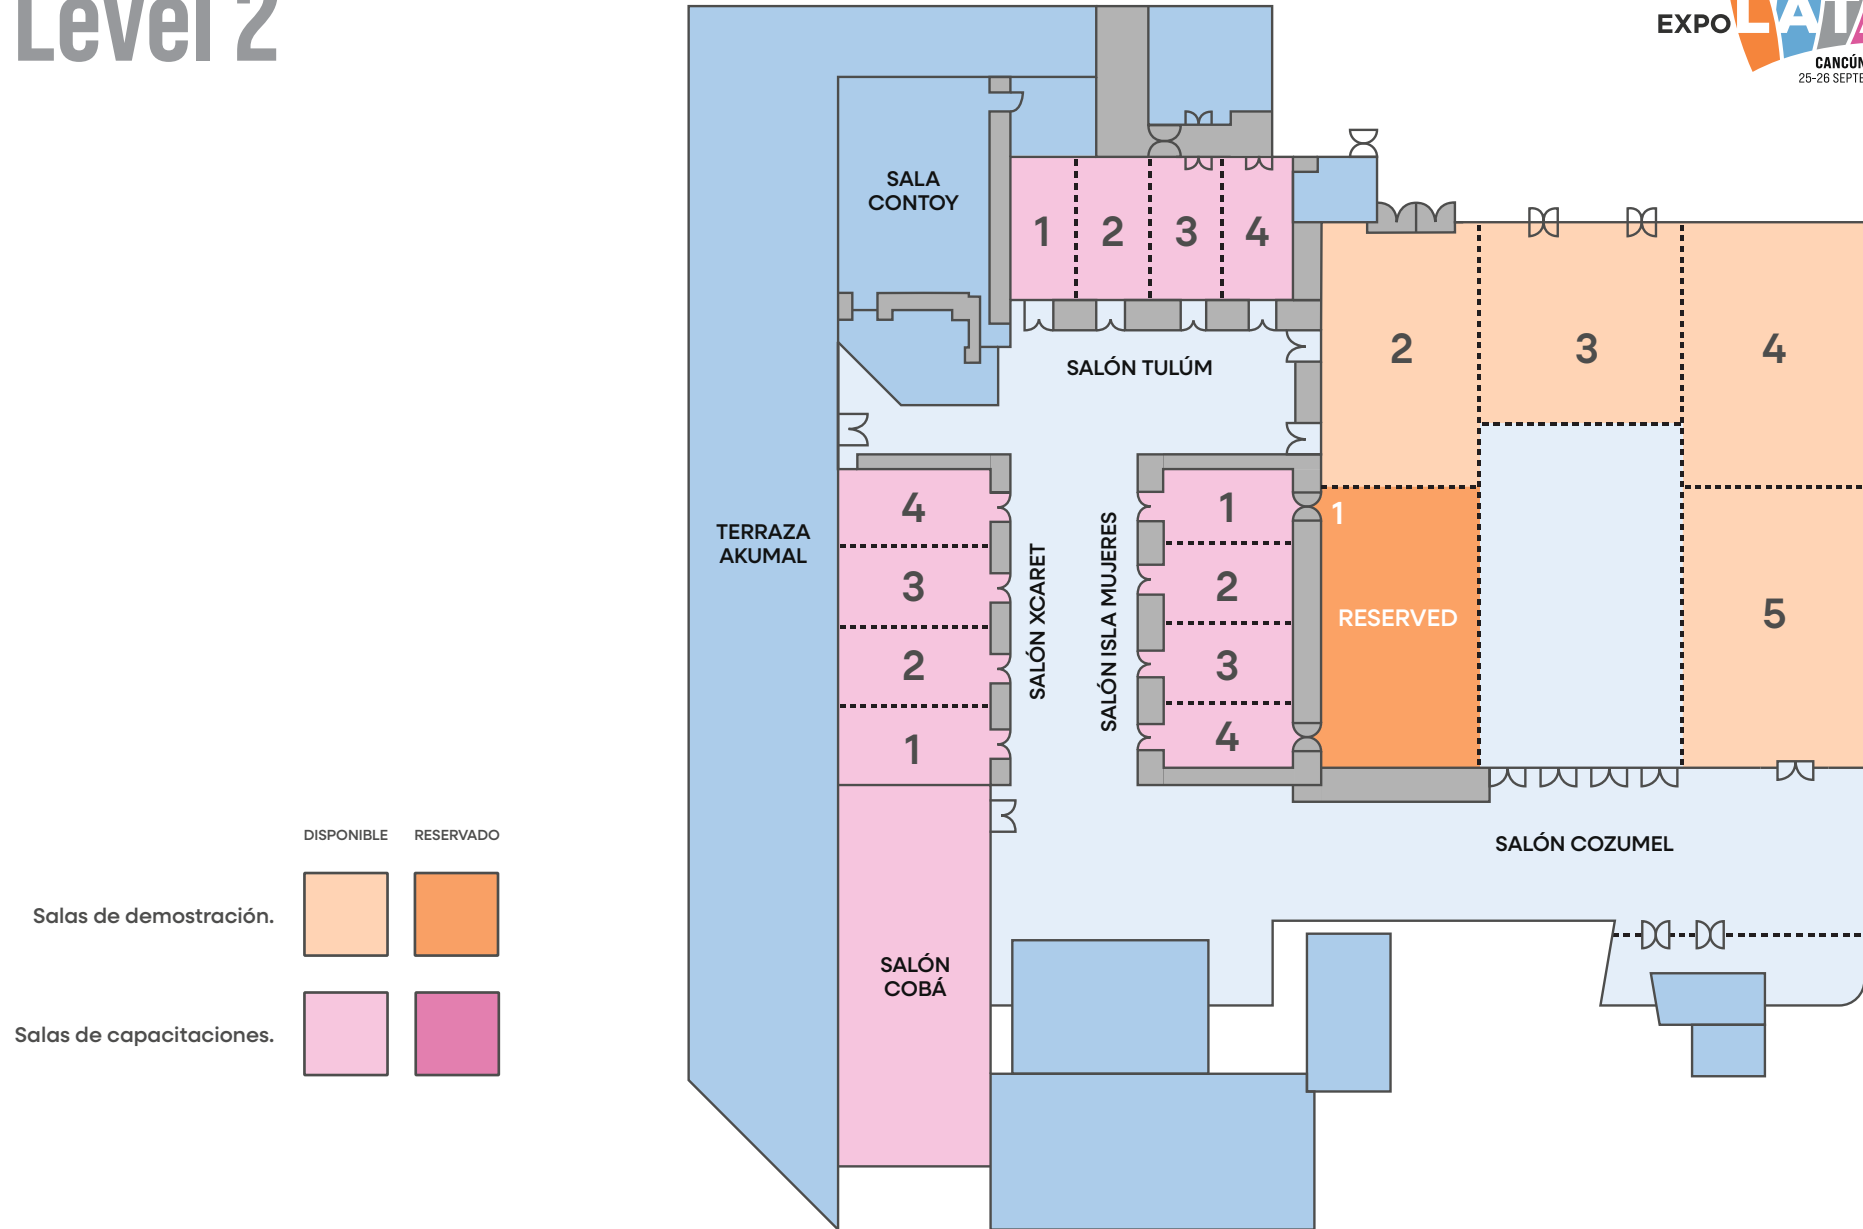 Level 2
EXPO
CANCÚN
25-26 SEPTE
SALA
CONTOY
1
2
3
4
SALÓN TULÚM
2
3
4
TERRAZA
AKUMAL
4
3
2
1
SALÓN XCARET
SALÓN ISLA MUJERES
1
2
3
4
1
RESERVED
5
SALÓN COZUMEL
SALÓN
COBÁ
DISPONIBLE
RESERVADO
Salas de demostración.
Salas de capacitaciones.